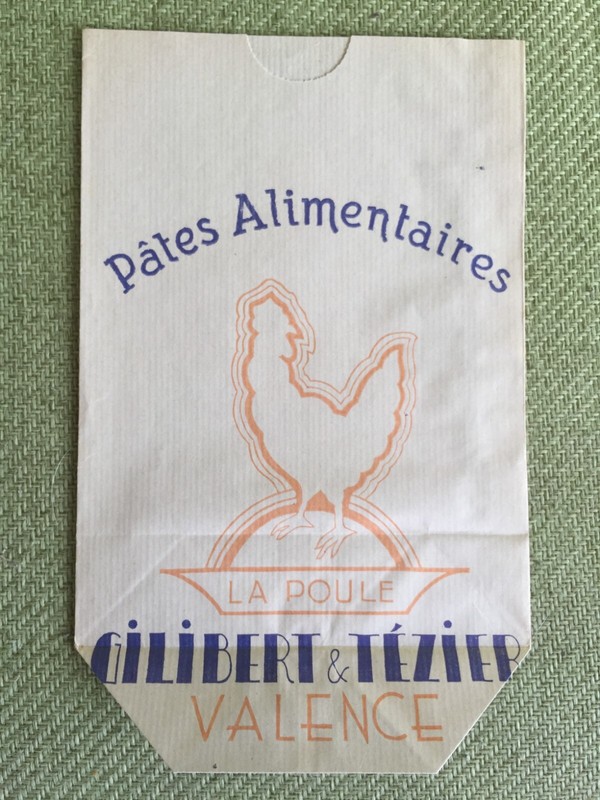 Pâtes Alimentaires
LA POULE
GILIBERT & TÉZIER
VALENCE